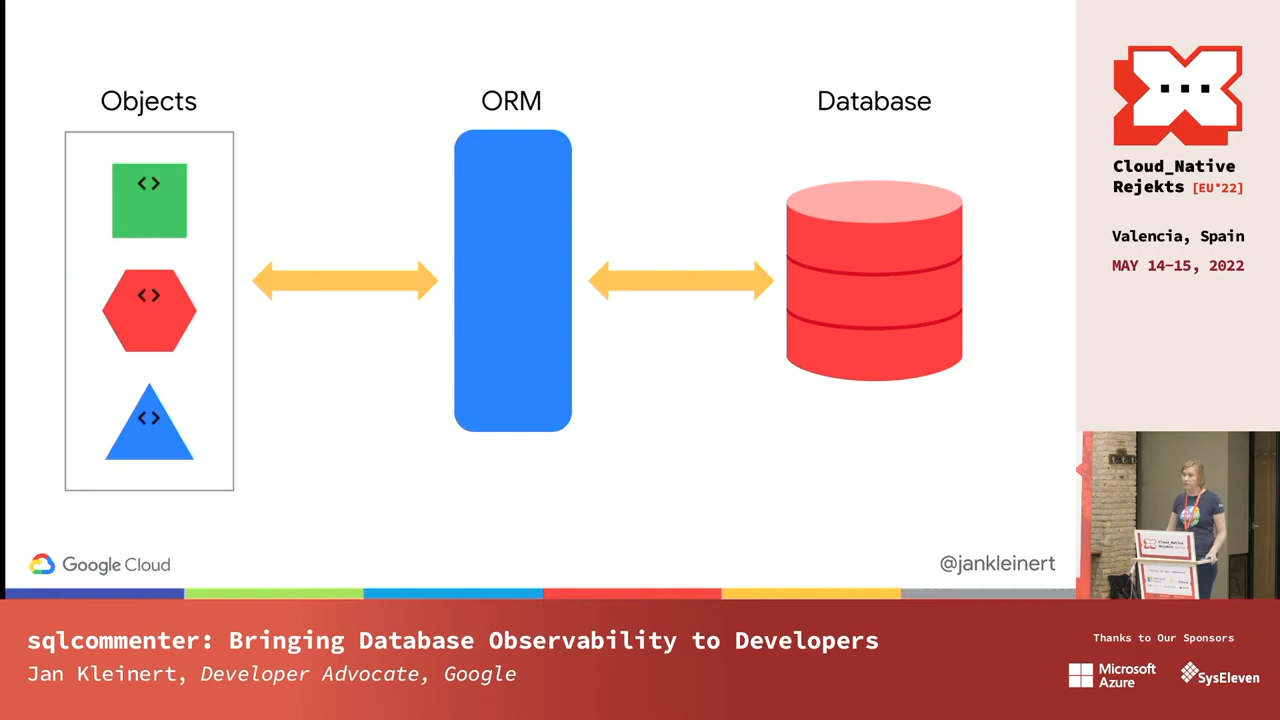 Objects
ORM
Database
<>
<>
<>
Google Cloud
@jankleinert
Cloud_Native
Rejekts [EU*22]
Valencia, Spain
MAY 14-15, 2022
sqlcommenter: Bringing Database Observability to Developers
Jan Kleinert, Developer Advocate, Google
Thanks to Our Sponsors
Microsoft
Azure
SysEleven